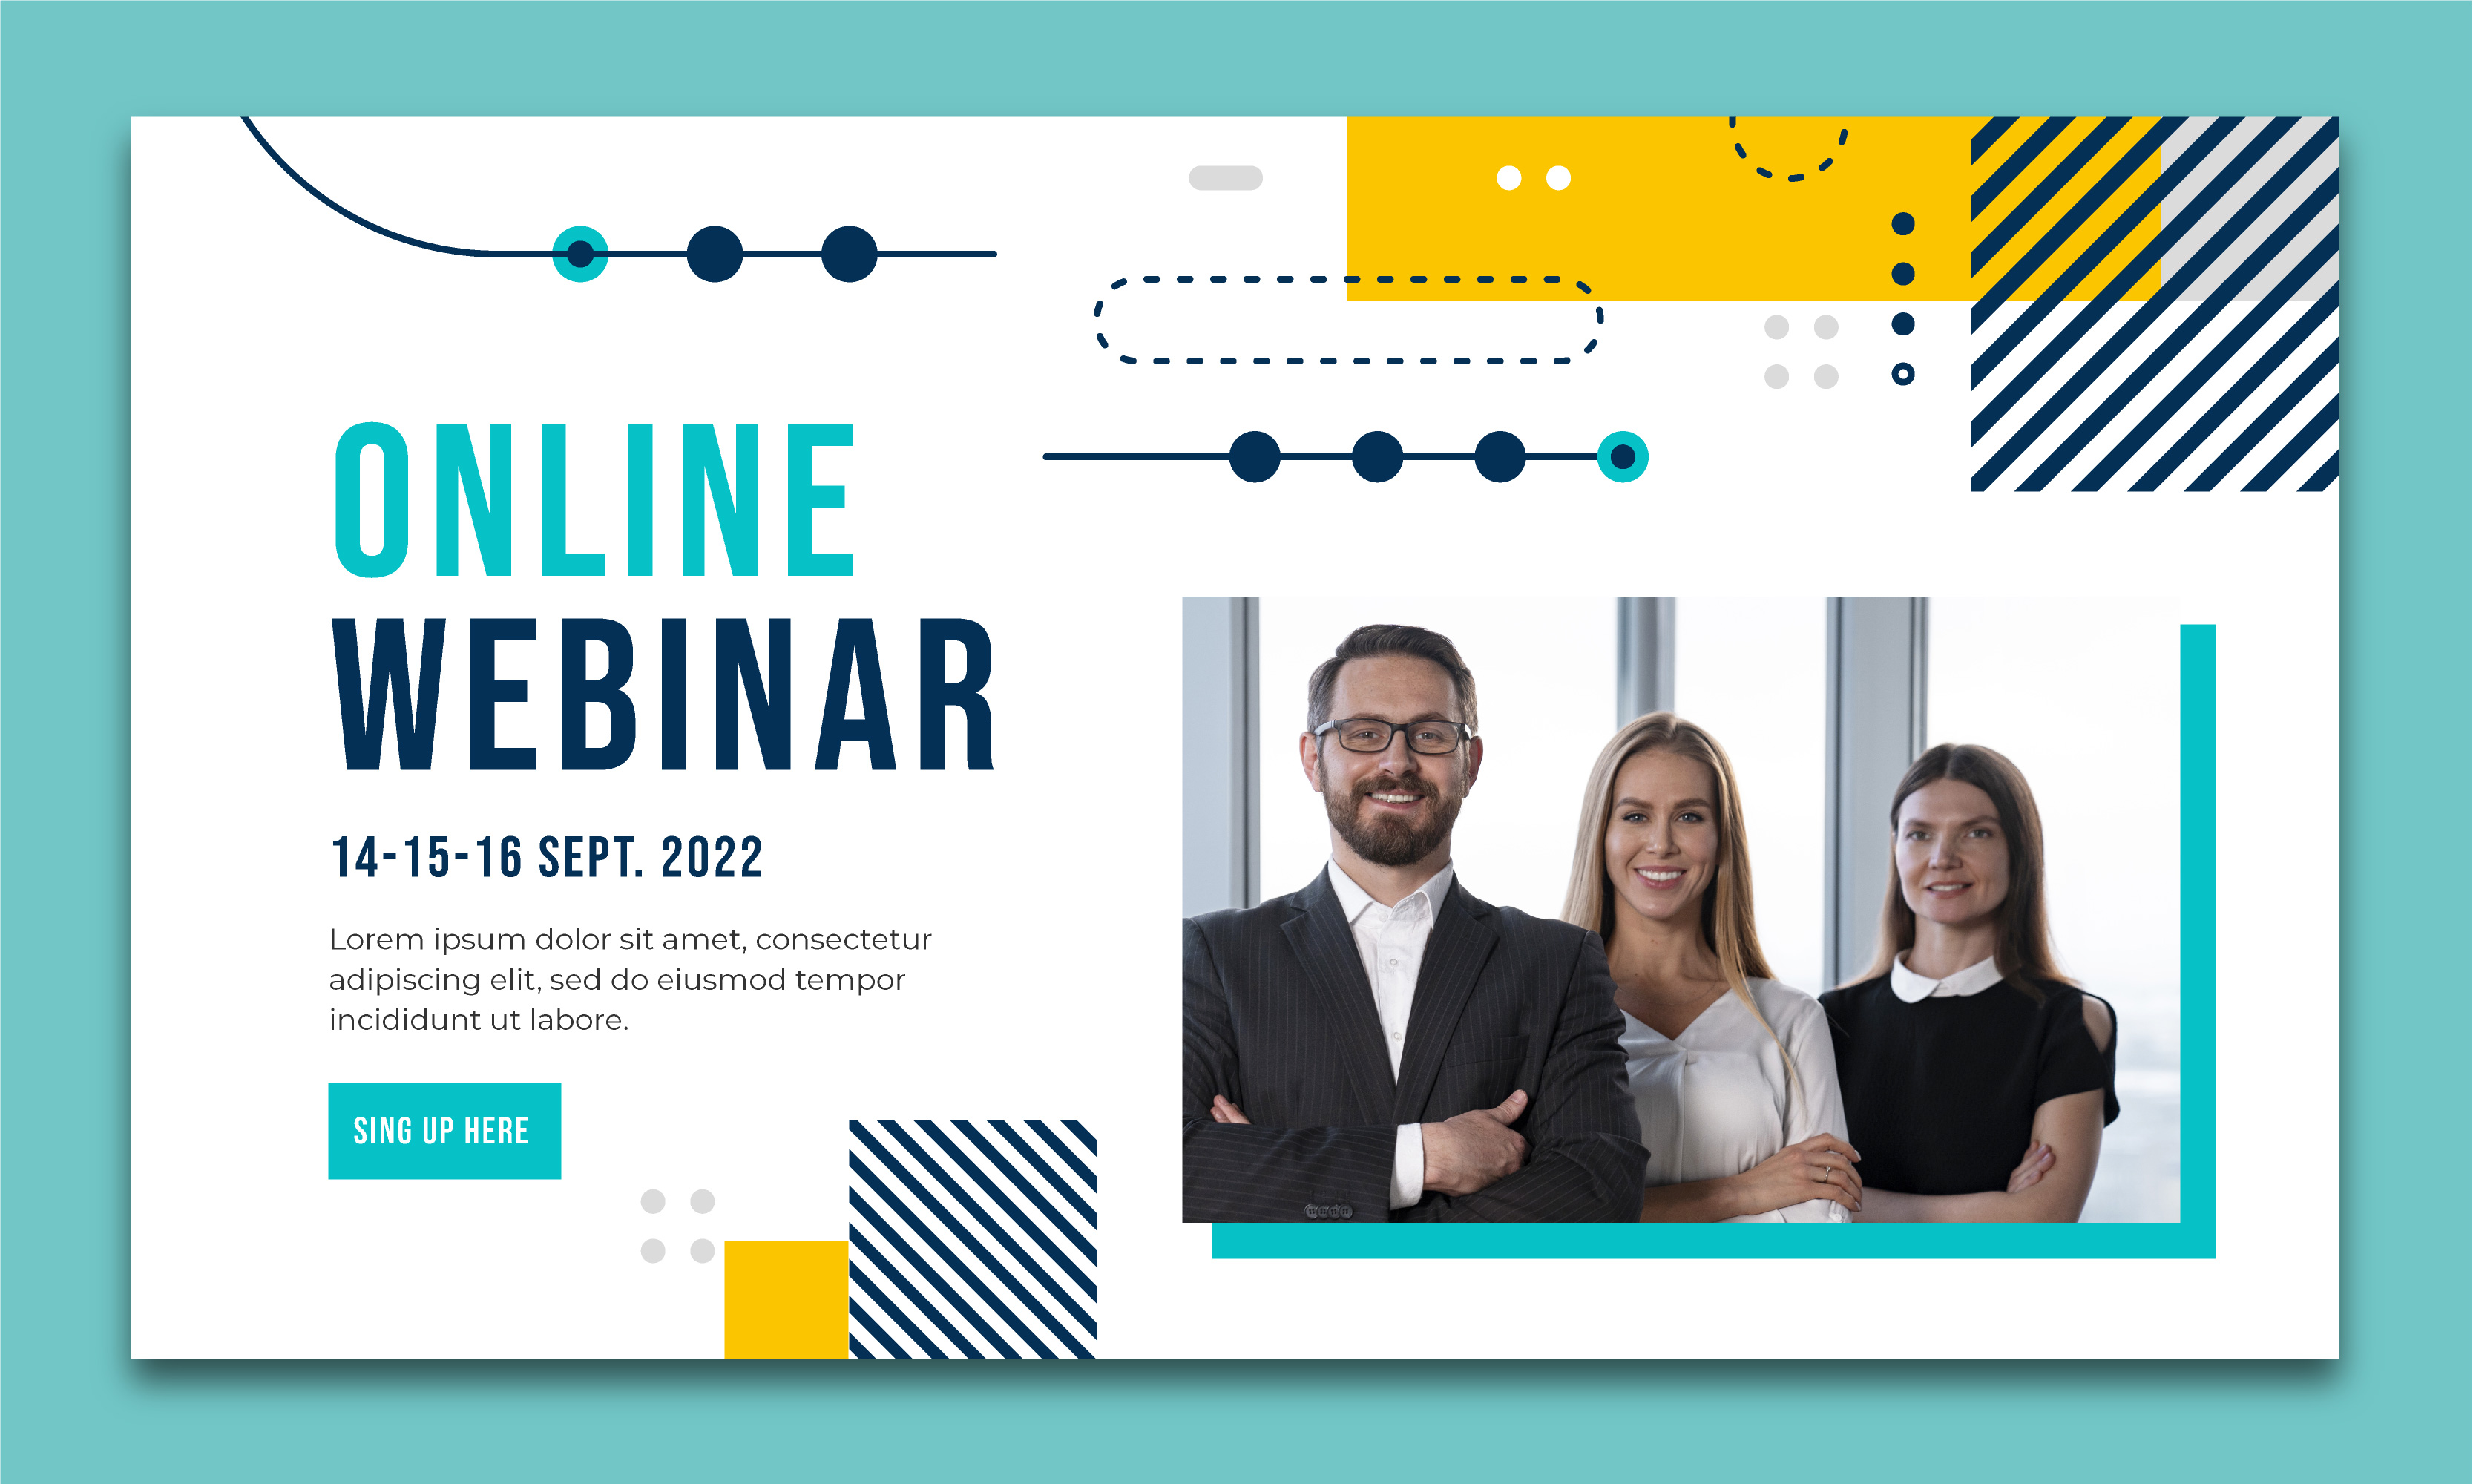 ONLINE
WEBINAR
14-15-16 SEPT. 2022
Lorem ipsum dolor sit amet, consectetur
adipiscing elit, sed do eiusmod tempor
incididunt ut labore.
SING UP HERE